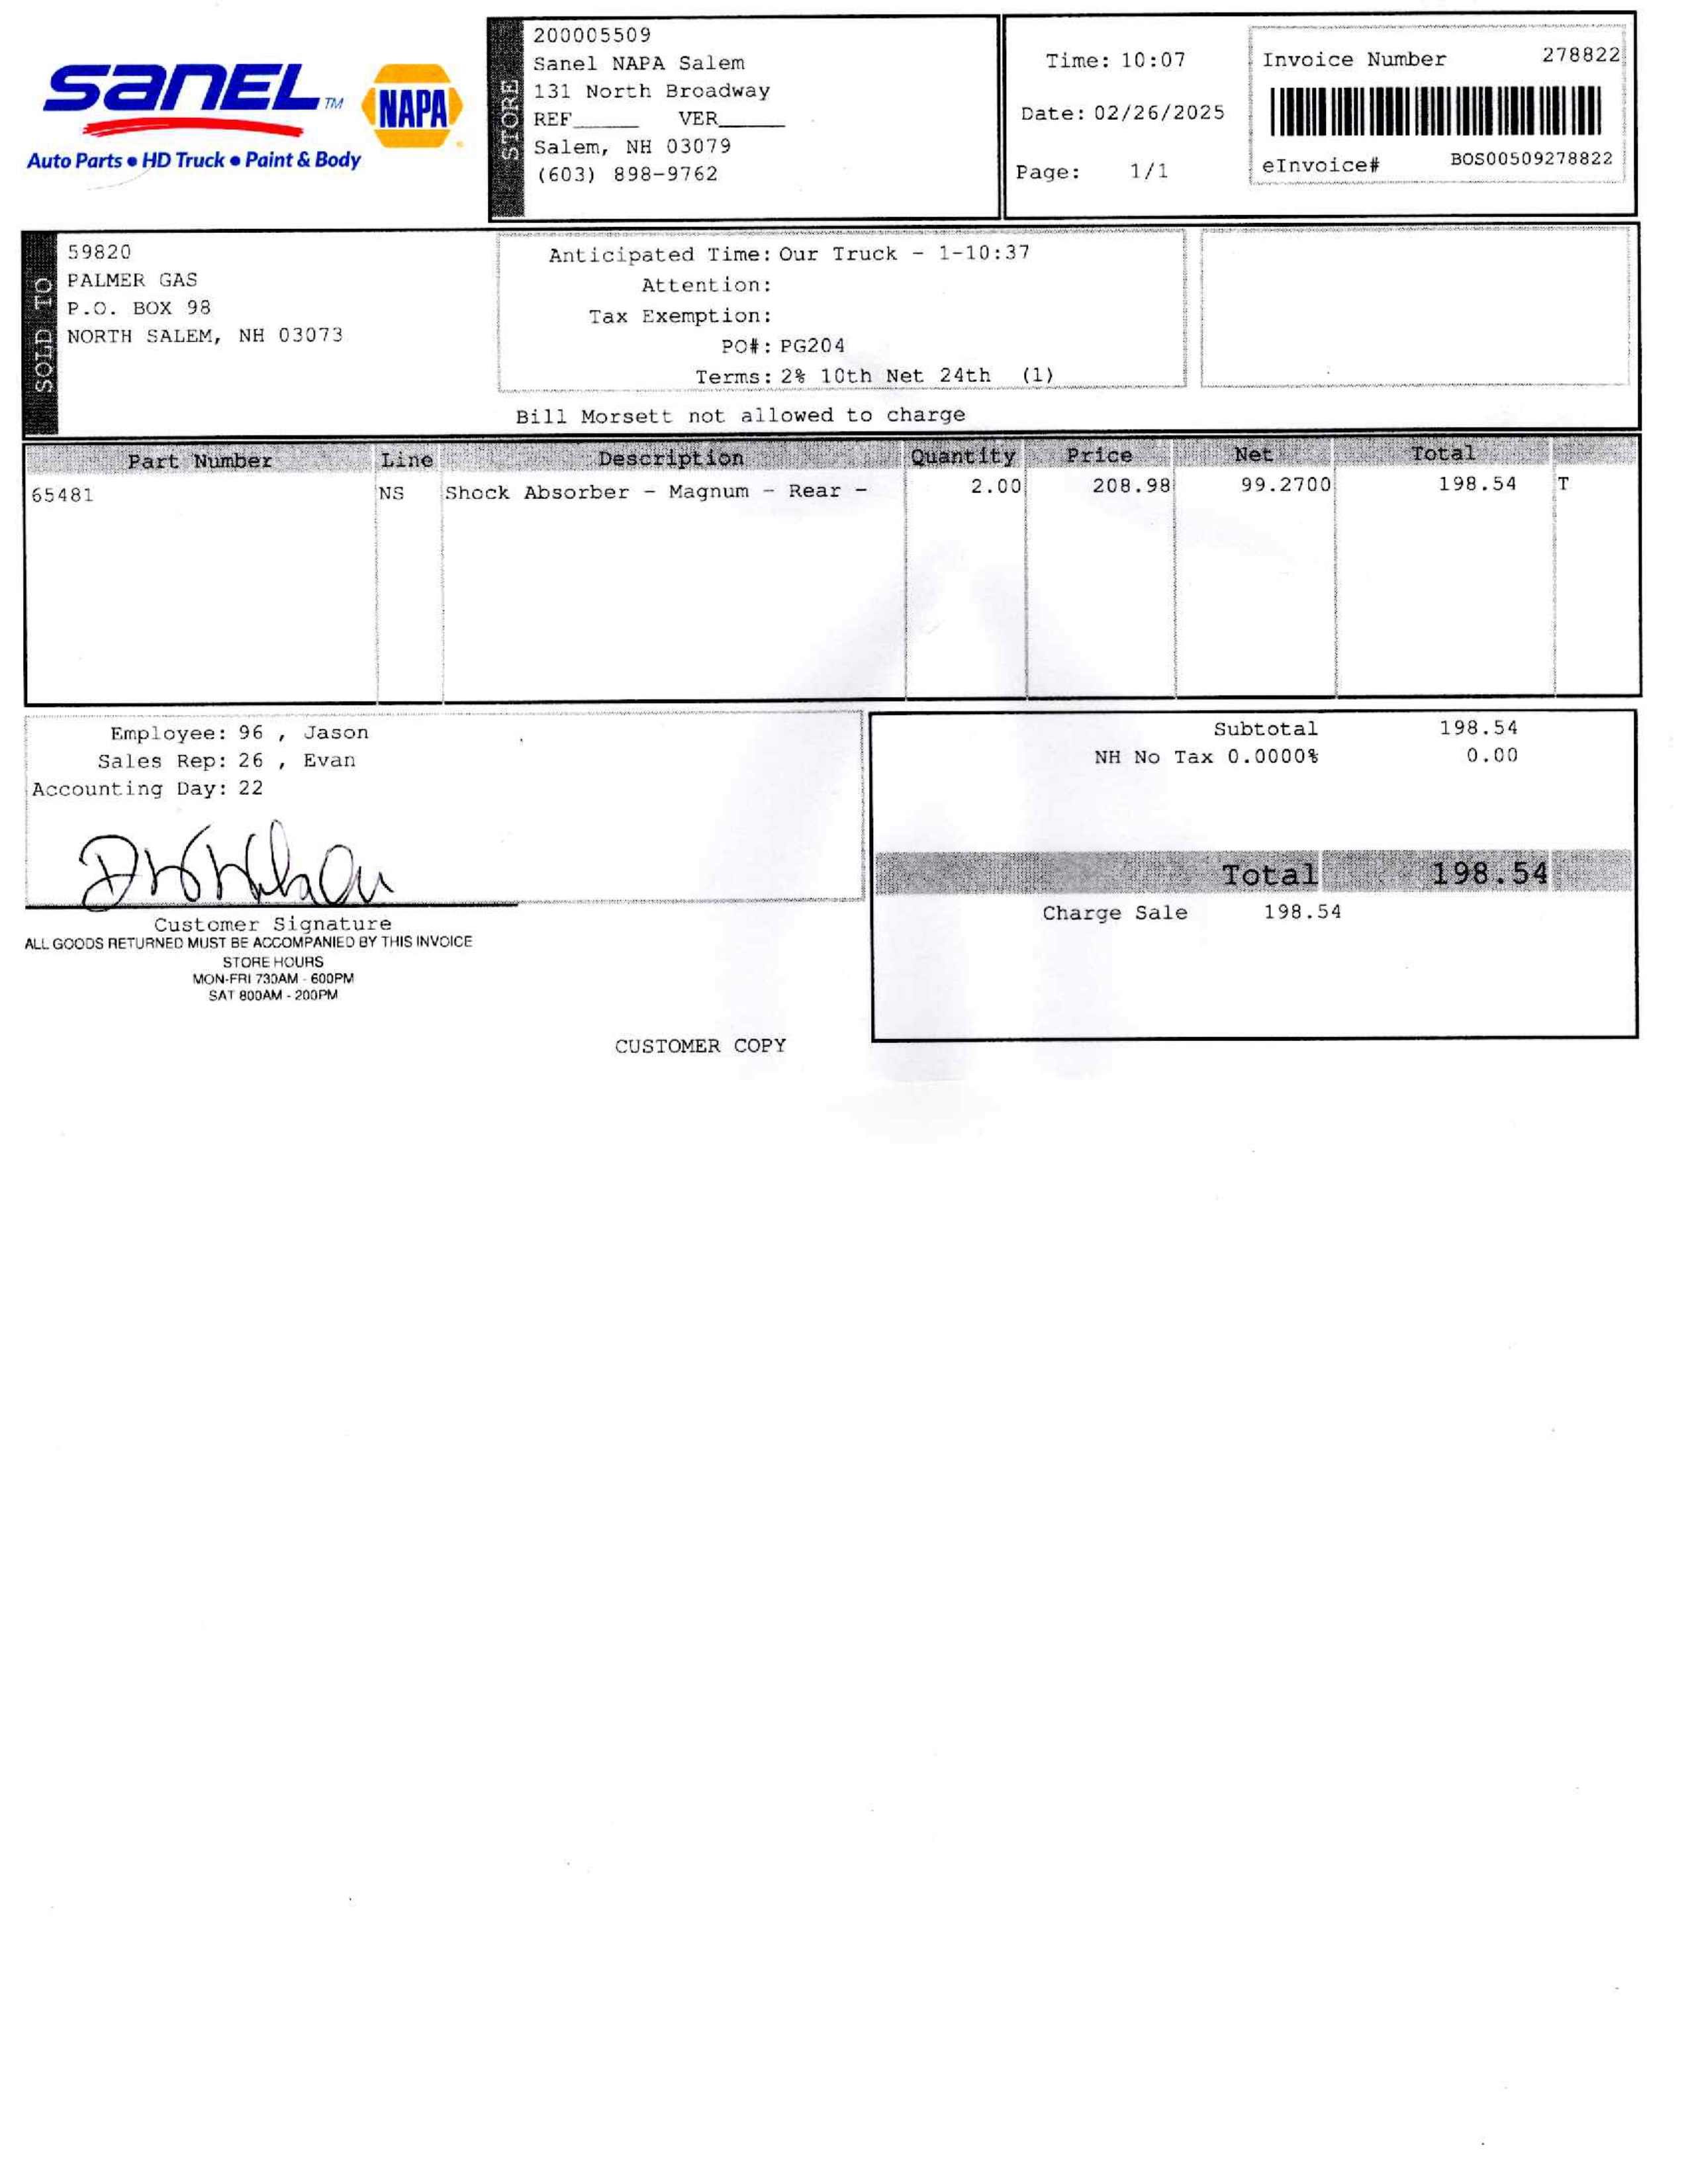 sanel TM
NAPA
Auto Parts • HD Truck • Paint & Body
STORE
200005509
Sanel NAPA Salem
131 North Broadway
REF_____ VER_____
Salem, NH 03079
(603) 898-9762
Time: 10:07
Date: 02/26/2025
Page: 1/1
Invoice Number 278822
eInvoice# BOS00509278822
SOLD TO
59820
PALMER GAS
P.O. BOX 98
NORTH SALEM, NH 03073
Anticipated Time: Our Truck - 1-10:37
Attention:
Tax Exemption:
PO#: PG204
Terms: 2% 10th Net 24th (1)
Bill Morsett not allowed to charge
Part Number Line Description Quantity Price Net Total
65481 NS Shock Absorber - Magnum - Rear - 2.00 208.98 99.2700 198.54 T
Employee: 96 , Jason
Sales Rep: 26 , Evan
Accounting Day: 22
Customer Signature
ALL GOODS RETURNED MUST BE ACCOMPANIED BY THIS INVOICE
STORE HOURS
MON-FRI 730AM - 600PM
SAT 800AM - 200PM
Subtotal 198.54
NH No Tax 0.0000% 0.00
Total 198.54
Charge Sale 198.54
CUSTOMER COPY